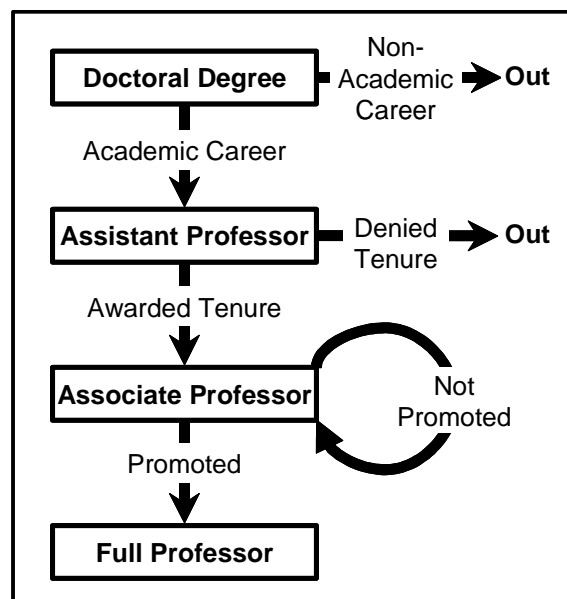 Non-
Academic
Career
Doctoral Degree
Out
Academic Career
Assistant Professor
Denied
Tenure
Out
Awarded Tenure
Associate Professor
Not
Promoted
Promoted
Full Professor